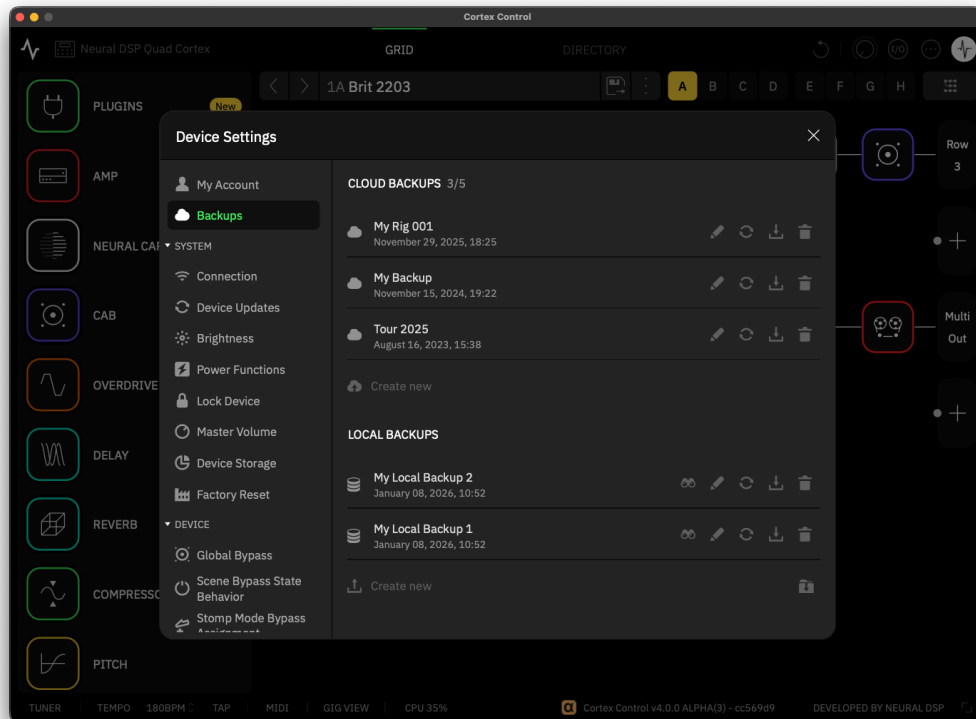 Cortex Control
Neural DSP Quad Cortex
GRID
DIRECTORY
I/O
1A Brit 2203
A B C D E F G H
PLUGINS
New
AMP
NEURAL CAP
CAB
OVERDRIVE
DELAY
REVERB
COMPRESSO
PITCH
Device Settings
My Account
Backups
SYSTEM
Connection
Device Updates
Brightness
Power Functions
Lock Device
Master Volume
Device Storage
Factory Reset
DEVICE
Global Bypass
Scene Bypass State
Behavior
Stomp Mode Bypass
Assignment
CLOUD BACKUPS 3/5
My Rig 001
November 29, 2025, 18:25
My Backup
November 15, 2024, 19:22
Tour 2025
August 16, 2023, 15:38
Create new
LOCAL BACKUPS
My Local Backup 2
January 08, 2026, 10:52
My Local Backup 1
January 08, 2026, 10:52
Create new
Row
3
Multi
Out
TUNER
TEMPO 180BPM
TAP
MIDI
GIG VIEW
CPU 35%
Cortex Control v4.0.0 ALPHA(3) - cc569d9
DEVELOPED BY NEURAL DSP